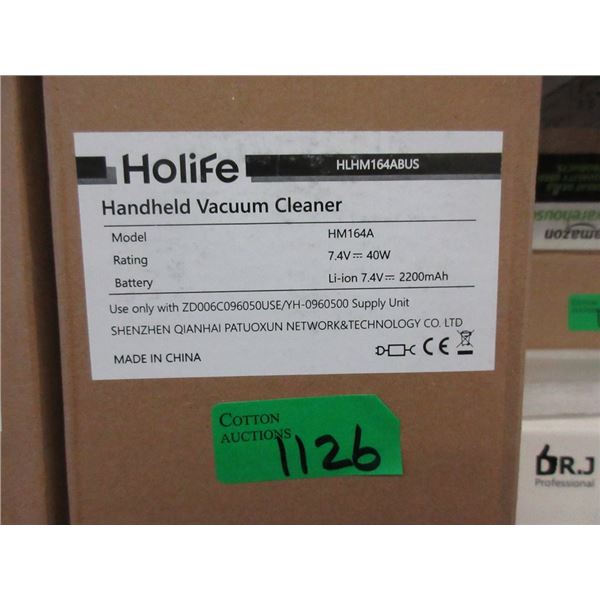 Holife
HLHM164ABUS
Handheld Vacuum Cleaner
Model HM164A
Rating 7.4V⎓ 40W
Battery Li-ion 7.4V⎓ 2200mAh
Use only with ZD006C096050USE/YH-0960500 Supply Unit
SHENZHEN QIANHAI PATUOXUN NETWORK&TECHNOLOGY CO. LTD
MADE IN CHINA
CE
COTTON
AUCTIONS
1126
amazon
DR.J
Professional